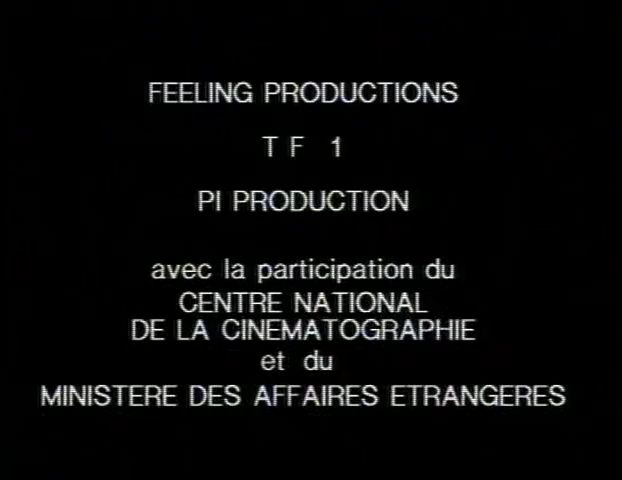 FEELING PRODUCTIONS
TF 1
PI PRODUCTION
avec la participation du
CENTRE NATIONAL
DE LA CINEMATOGRAPHIE
et du
MINISTERE DES AFFAIRES ETRANGERES